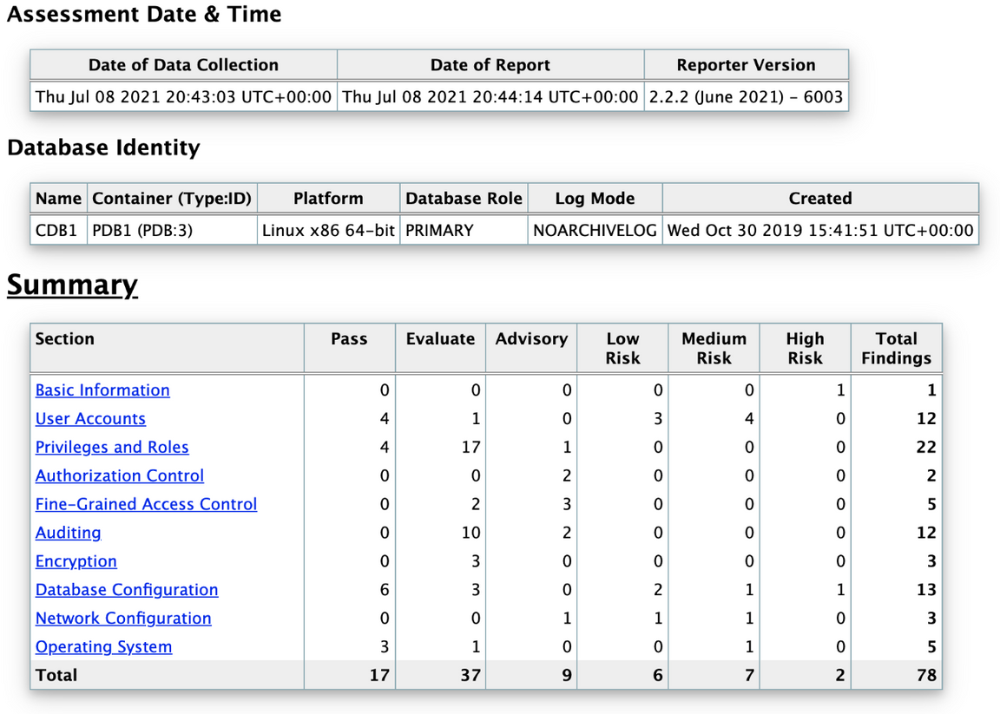 Assessment Date & Time
Date of Data Collection Date of Report Reporter Version
Thu Jul 08 2021 20:43:03 UTC+00:00 Thu Jul 08 2021 20:44:14 UTC+00:00 2.2.2 (June 2021) – 6003
Database Identity
Name Container (Type:ID) Platform Database Role Log Mode Created
CDB1 PDB1 (PDB:3) Linux x86 64-bit PRIMARY NOARCHIVELOG Wed Oct 30 2019 15:41:51 UTC+00:00
Summary
Section Pass Evaluate Advisory Low Risk Medium Risk High Risk Total Findings
Basic Information 0 0 0 0 0 1 1
User Accounts 4 1 0 3 4 0 12
Privileges and Roles 4 17 1 0 0 0 22
Authorization Control 0 0 2 0 0 0 2
Fine-Grained Access Control 0 2 3 0 0 0 5
Auditing 0 10 2 0 0 0 12
Encryption 0 3 0 0 0 0 3
Database Configuration 6 3 0 2 1 1 13
Network Configuration 0 0 1 1 1 0 3
Operating System 3 1 0 0 1 0 5
Total 17 37 9 6 7 2 78